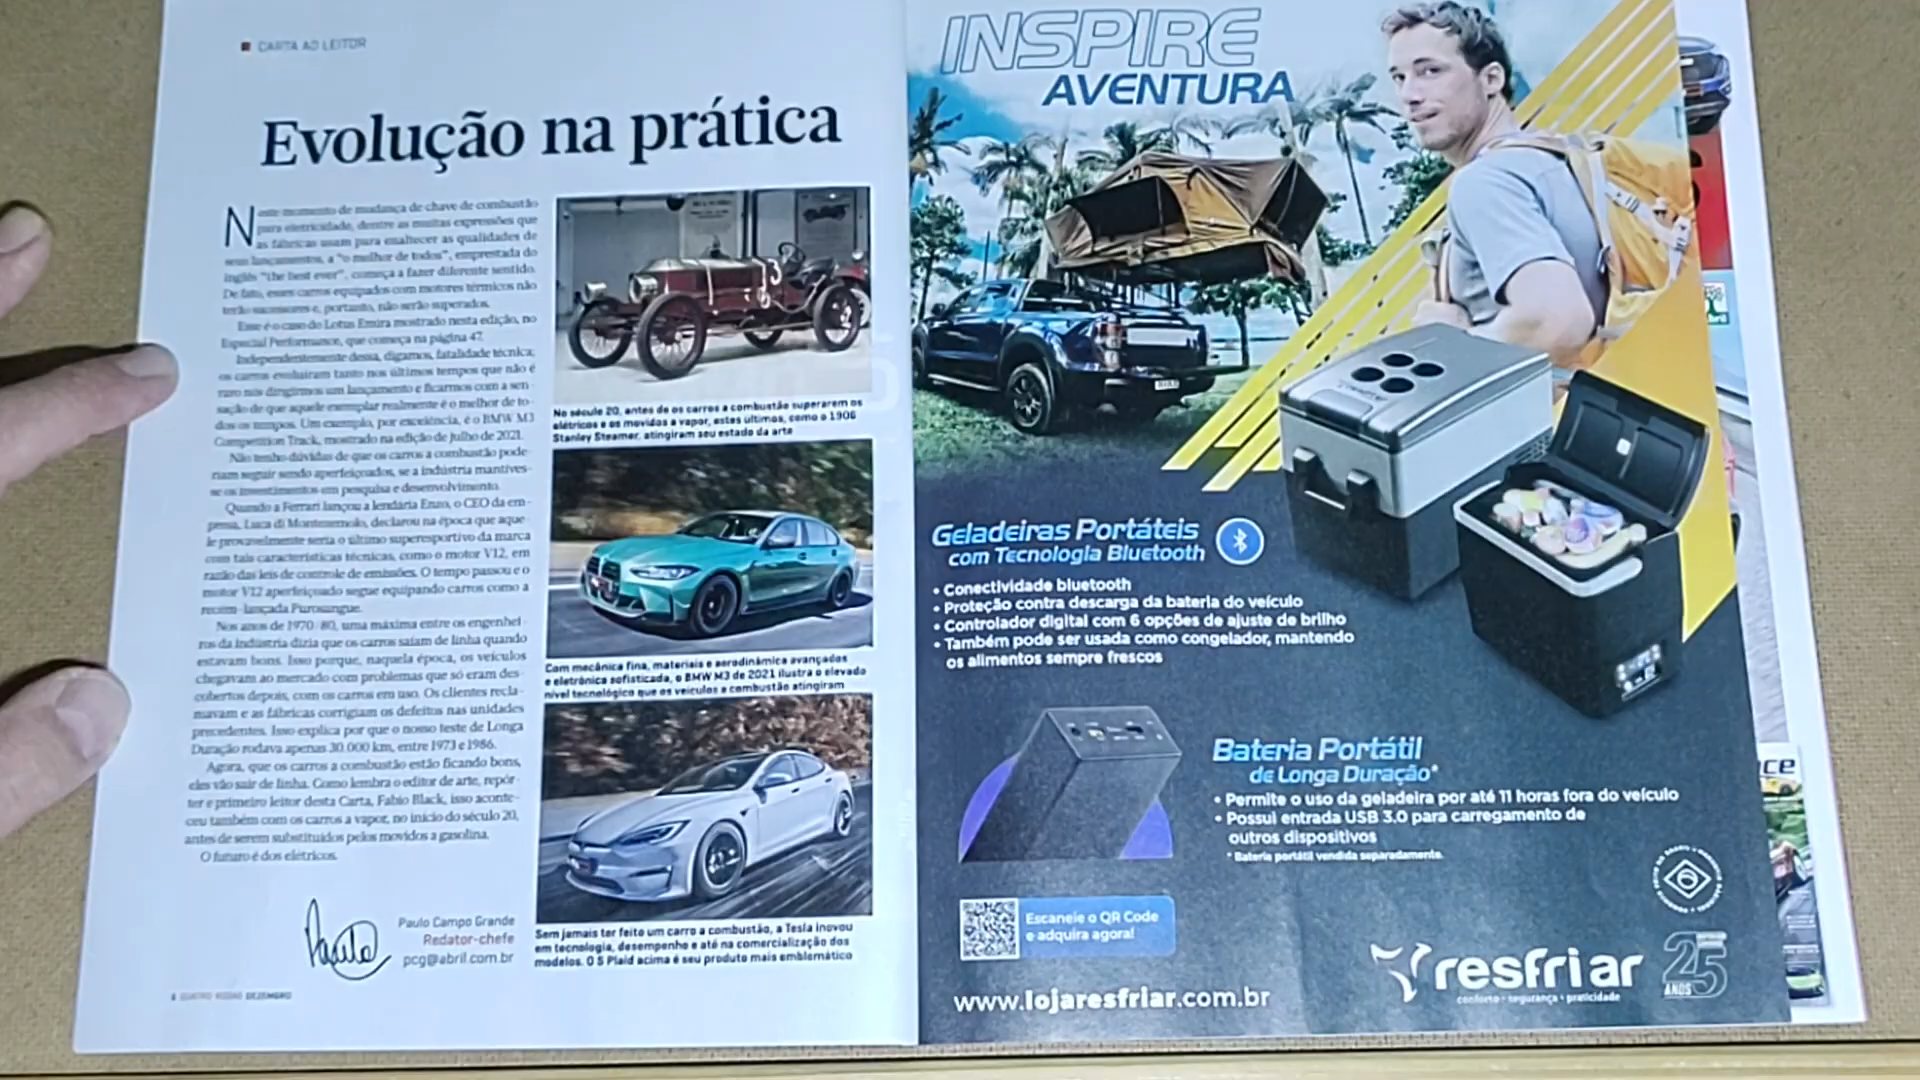 CARTA AO LEITOR
Evolução na prática
Neste momento de mudança de chave de combustão
para eletricidade, dentre as muitas expressões que
as fábricas usam para enaltecer as qualidades de
seus lançamentos, a "o melhor de todos", emprestada do
inglês "the best ever", começa a fazer diferente sentido.
De fato, esses carros equipados com motores térmicos não
terão sucessores e, portanto, não serão superados.
Esse é o caso do Lotus Emira mostrado nesta edição, no
Especial Performance, que começa na página 47.
Independentemente dessa, digamos, fatalidade técnica,
os carros evoluíram tanto nos últimos tempos que não é
raro nós dirigirmos um lançamento e ficarmos com a sen-
sação de que aquele exemplar realmente é o melhor de to-
dos os tempos. Um exemplo, por excelência, é o BMW M3
Competition Track, mostrado na edição de julho de 2021.
Não tenho dúvidas de que os carros a combustão pode-
riam seguir sendo aperfeiçoados, se a indústria mantives-
se os investimentos em pesquisa e desenvolvimento.
Quando a Ferrari lançou a lendária Enzo, o CEO da em-
presa, Luca di Montezemolo, declarou na época que aque-
le provavelmente seria o último superesportivo da marca
com tais características técnicas, como o motor V12, em
razão das leis de controle de emissões. O tempo passou e o
motor V12 aperfeiçoado segue equipando carros como a
recém-lançada Purosangue.
Nos anos de 1970/80, uma máxima entre os engenhei-
ros da indústria dizia que os carros saíam de linha quando
estavam bons. Isso porque, naquela época, os veículos
chegavam ao mercado com problemas que só eram des-
cobertos depois, com os carros em uso. Os clientes recla-
mavam e as fábricas corrigiam os defeitos nas unidades
precedentes. Isso explica por que o nosso teste de Longa
Duração rodava apenas 30.000 km, entre 1973 e 1986.
Agora, que os carros a combustão estão ficando bons,
eles vão sair de linha. Como lembra o editor de arte, repór-
ter e primeiro leitor desta Carta, Fabio Black, isso aconte-
ceu também com os carros a vapor, no início do século 20,
antes de serem substituídos pelos movidos a gasolina.
O futuro é dos elétricos.
Paulo Campo Grande
Redator-chefe
pcg@abril.com.br
QUATRO RODAS DEZEMBRO
No século 20, antes de os carros a combustão superarem os
elétricos e os movidos a vapor, estes últimos, como o 1906
Stanley Steamer, atingiram seu estado da arte
Com mecânica fina, materiais e aerodinâmica avançados
e eletrônica sofisticada, o BMW M3 de 2021 ilustra o elevado
nível tecnológico que os veículos a combustão atingiram
Sem jamais ter feito um carro a combustão, a Tesla inovou
em tecnologia, desempenho e até na comercialização dos
modelos. O S Plaid acima é seu produto mais emblemático
INSPIRE
AVENTURA
Geladeiras Portáteis
com Tecnologia Bluetooth
• Conectividade bluetooth
• Proteção contra descarga da bateria do veículo
• Controlador digital com 6 opções de ajuste de brilho
• Também pode ser usada como congelador, mantendo
os alimentos sempre frescos
Bateria Portátil
de Longa Duração*
• Permite o uso da geladeira por até 11 horas fora do veículo
• Possui entrada USB 3.0 para carregamento de
outros dispositivos
* Bateria portátil vendida separadamente.
Escaneie o QR Code
e adquira agora!
www.lojaresfriar.com.br
resfriar
conforto • segurança • praticidade
25
ANOS